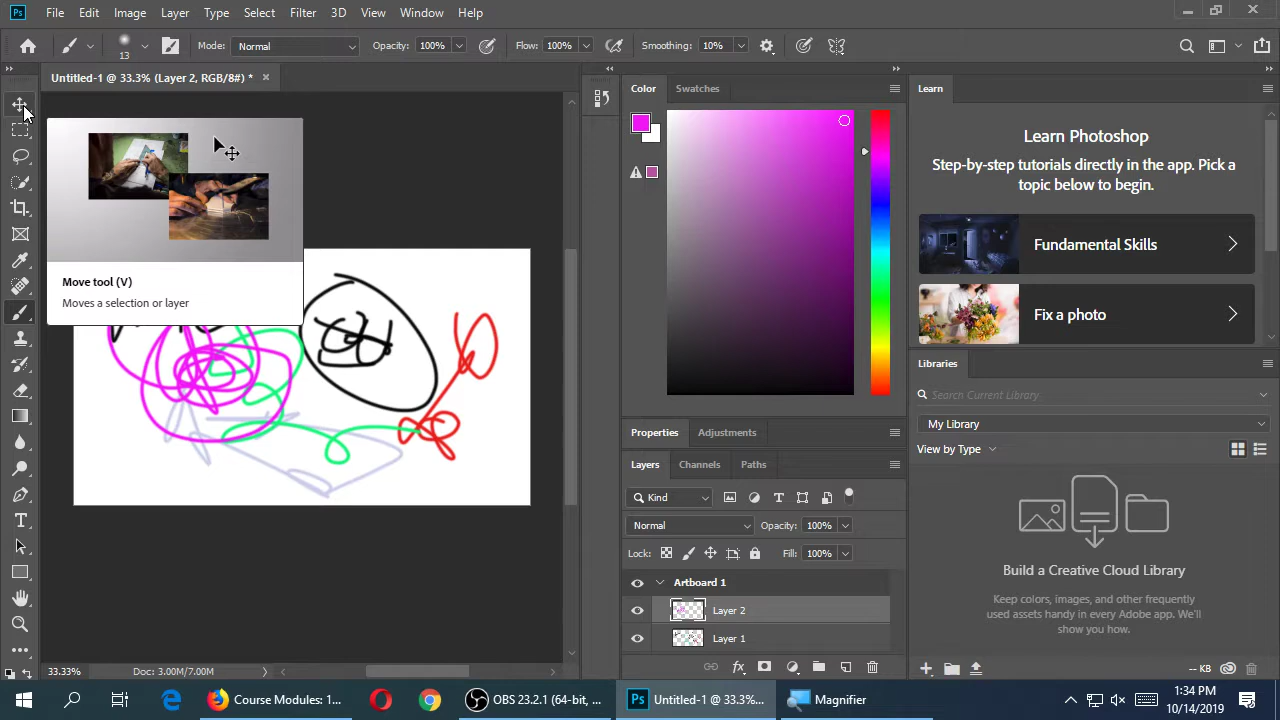 Ps File Edit Image Layer Type Select Filter 3D View Window Help
13 Mode: Normal Opacity: 100% Flow: 100% Smoothing: 10%
Untitled-1 @ 33.3% (Layer 2, RGB/8#) * ×
Move tool (V)
Moves a selection or layer
33.33% Doc: 3.00M/7.00M
Color Swatches
Properties Adjustments
Layers Channels Paths
Kind
Normal Opacity: 100%
Lock: Fill: 100%
Artboard 1
Layer 2
Layer 1
fx
Learn
Learn Photoshop
Step-by-step tutorials directly in the app. Pick a
topic below to begin.
Fundamental Skills
Fix a photo
Libraries
Search Current Library
My Library
View by Type
Build a Creative Cloud Library
Keep colors, images, and other frequently
used assets handy in every Adobe app. We'll
show you how.
-- KB
Course Modules: 1...
OBS 23.2.1 (64-bit, ...
Ps Untitled-1 @ 33.3%...
Magnifier
1:34 PM
10/14/2019